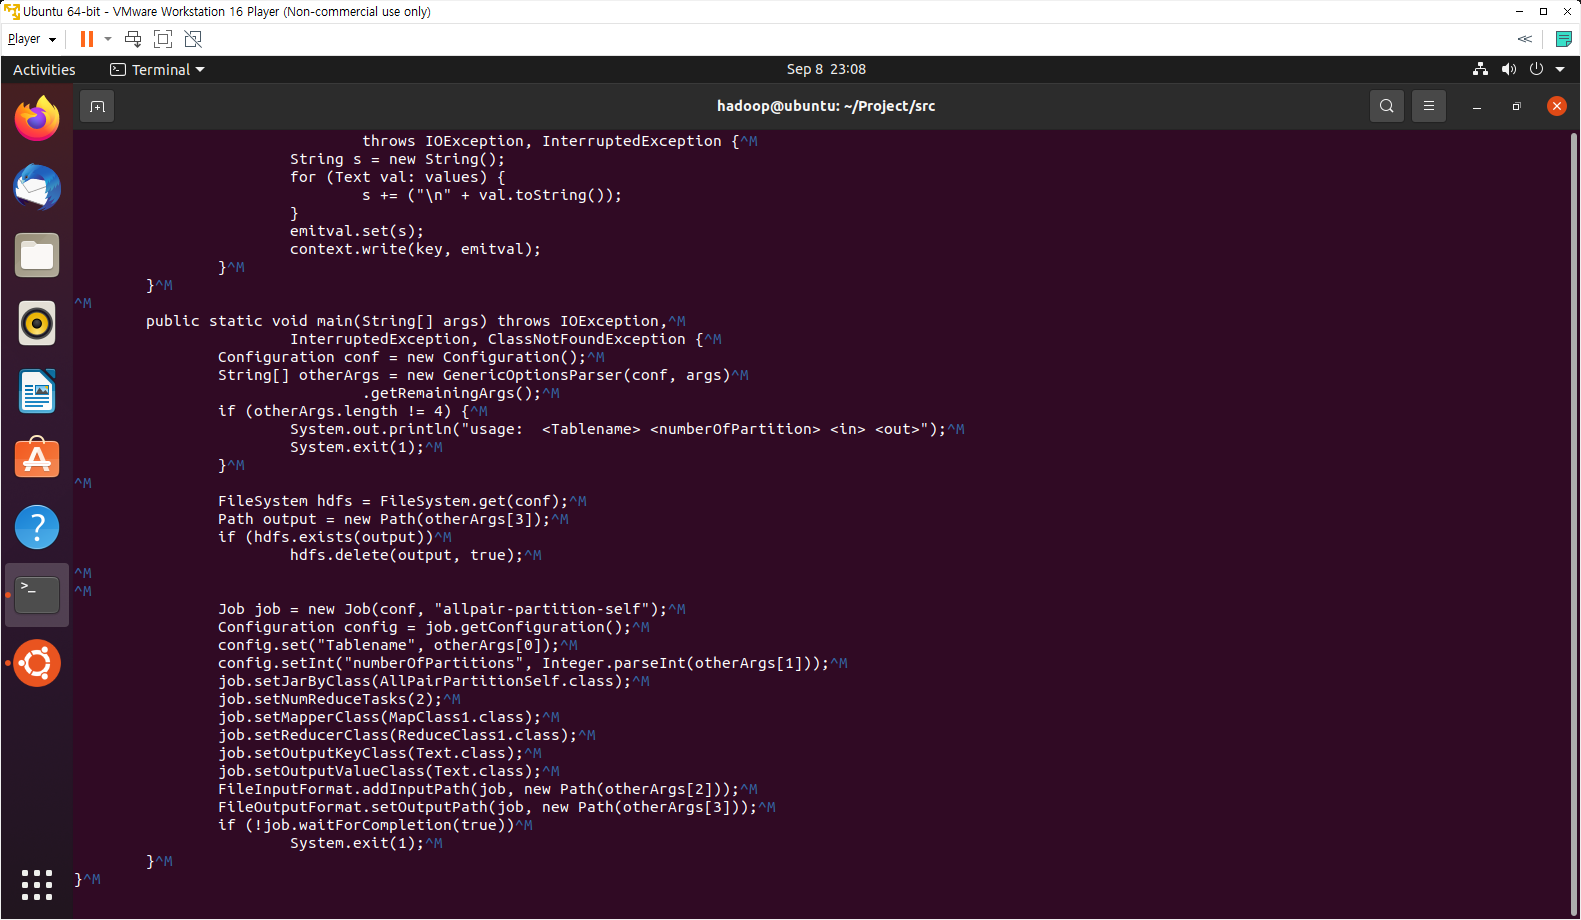 Ubuntu 64-bit - VMware Workstation 16 Player (Non-commercial use only)
Player
Activities
Terminal
Sep 8 23:08
hadoop@ubuntu: ~/Project/src
throws IOException, InterruptedException {^M
String s = new String();
for (Text val: values) {
s += ("\n" + val.toString());
}
emitval.set(s);
context.write(key, emitval);
}^M
}^M
^M
public static void main(String[] args) throws IOException,^M
InterruptedException, ClassNotFoundException {^M
Configuration conf = new Configuration();^M
String[] otherArgs = new GenericOptionsParser(conf, args)^M
.getRemainingArgs();^M
if (otherArgs.length != 4) {^M
System.out.println("usage:  <Tablename> <numberOfPartition> <in> <out>");^M
System.exit(1);^M
}^M
^M
FileSystem hdfs = FileSystem.get(conf);^M
Path output = new Path(otherArgs[3]);^M
if (hdfs.exists(output))^M
hdfs.delete(output, true);^M
^M
^M
Job job = new Job(conf, "allpair-partition-self");^M
Configuration config = job.getConfiguration();^M
config.set("Tablename", otherArgs[0]);^M
config.setInt("numberOfPartitions", Integer.parseInt(otherArgs[1]));^M
job.setJarByClass(AllPairPartitionSelf.class);^M
job.setNumReduceTasks(2);^M
job.setMapperClass(MapClass1.class);^M
job.setReducerClass(ReduceClass1.class);^M
job.setOutputKeyClass(Text.class);^M
job.setOutputValueClass(Text.class);^M
FileInputFormat.addInputPath(job, new Path(otherArgs[2]));^M
FileOutputFormat.setOutputPath(job, new Path(otherArgs[3]));^M
if (!job.waitForCompletion(true))^M
System.exit(1);^M
}^M
}^M